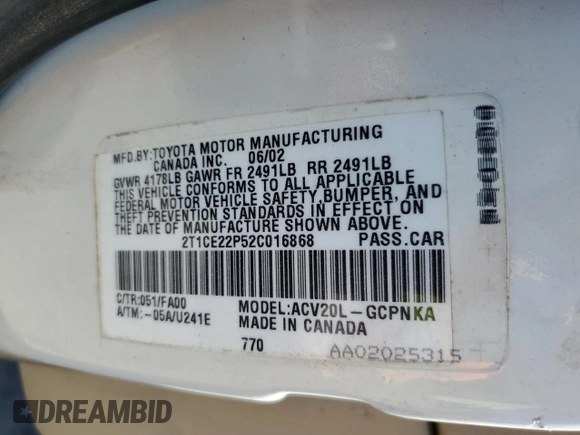 MFD.BY:TOYOTA MOTOR MANUFACTURING
CANADA INC. 06/02
GVWR 4178LB GAWR FR 2491LB RR 2491LB
THIS VEHICLE CONFORMS TO ALL APPLICABLE
FEDERAL MOTOR VEHICLE SAFETY,BUMPER, AND
THEFT PREVENTION STANDARDS IN EFFECT ON
THE DATE OF MANUFACTURE SHOWN ABOVE.
2T1CE22P52C016868 PASS.CAR
C/TR:051/FA00 MODEL:ACV20L-GCPNKA
A/TM:-05A/U241E MADE IN CANADA
770 AA02025315
DREAMBID